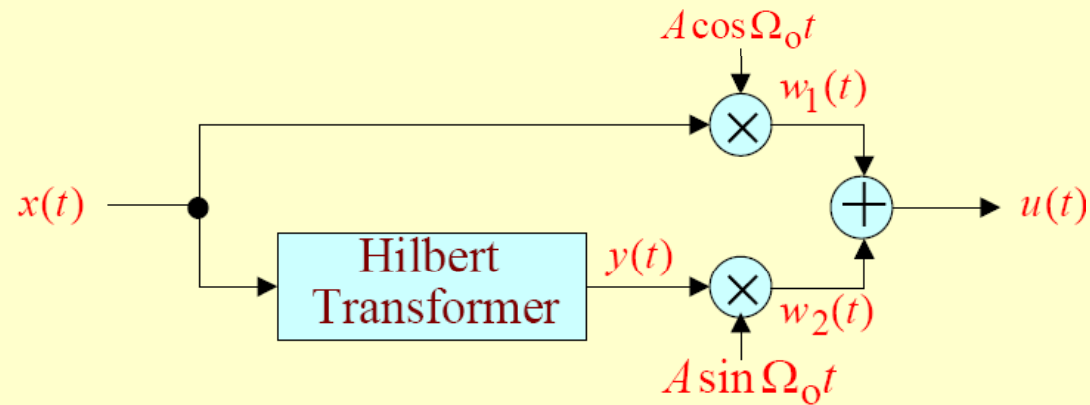 A cos Ωₒt
w₁(t)
x(t)
u(t)
Hilbert
Transformer
y(t)
w₂(t)
A sin Ωₒt